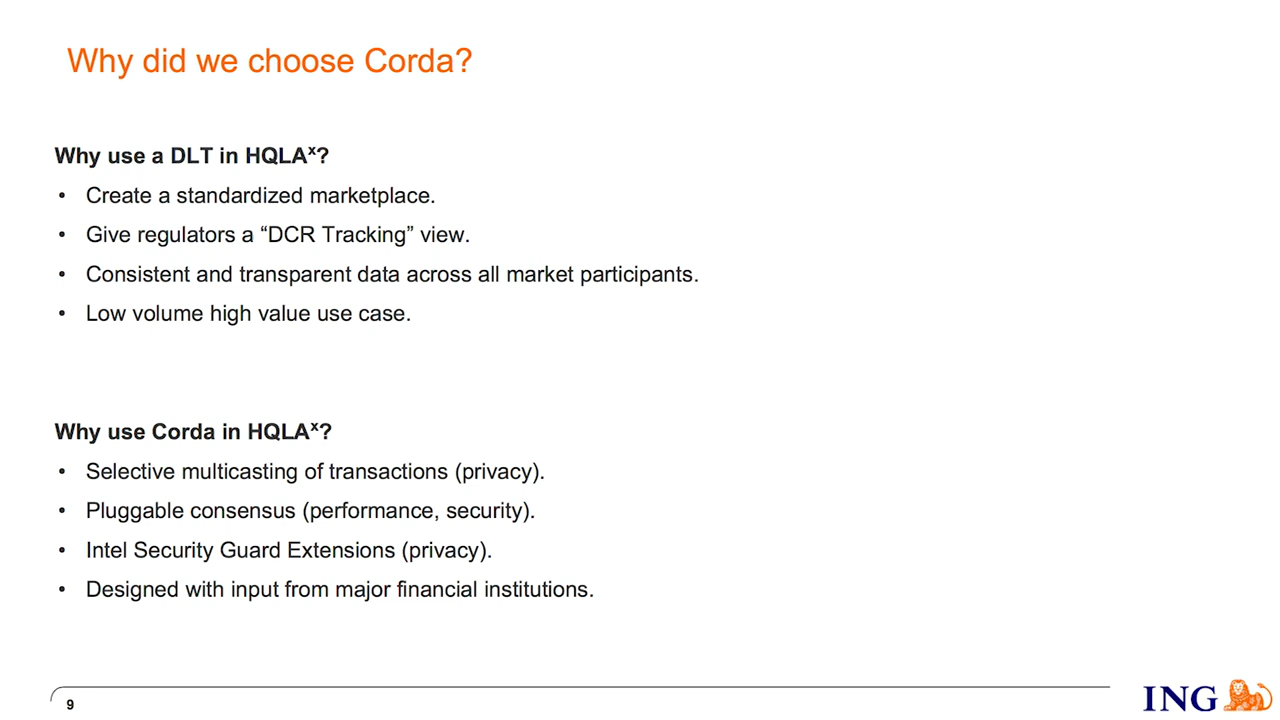 Why did we choose Corda?
Why use a DLT in HQLAˣ?
• Create a standardized marketplace.
• Give regulators a “DCR Tracking” view.
• Consistent and transparent data across all market participants.
• Low volume high value use case.
Why use Corda in HQLAˣ?
• Selective multicasting of transactions (privacy).
• Pluggable consensus (performance, security).
• Intel Security Guard Extensions (privacy).
• Designed with input from major financial institutions.
9
ING